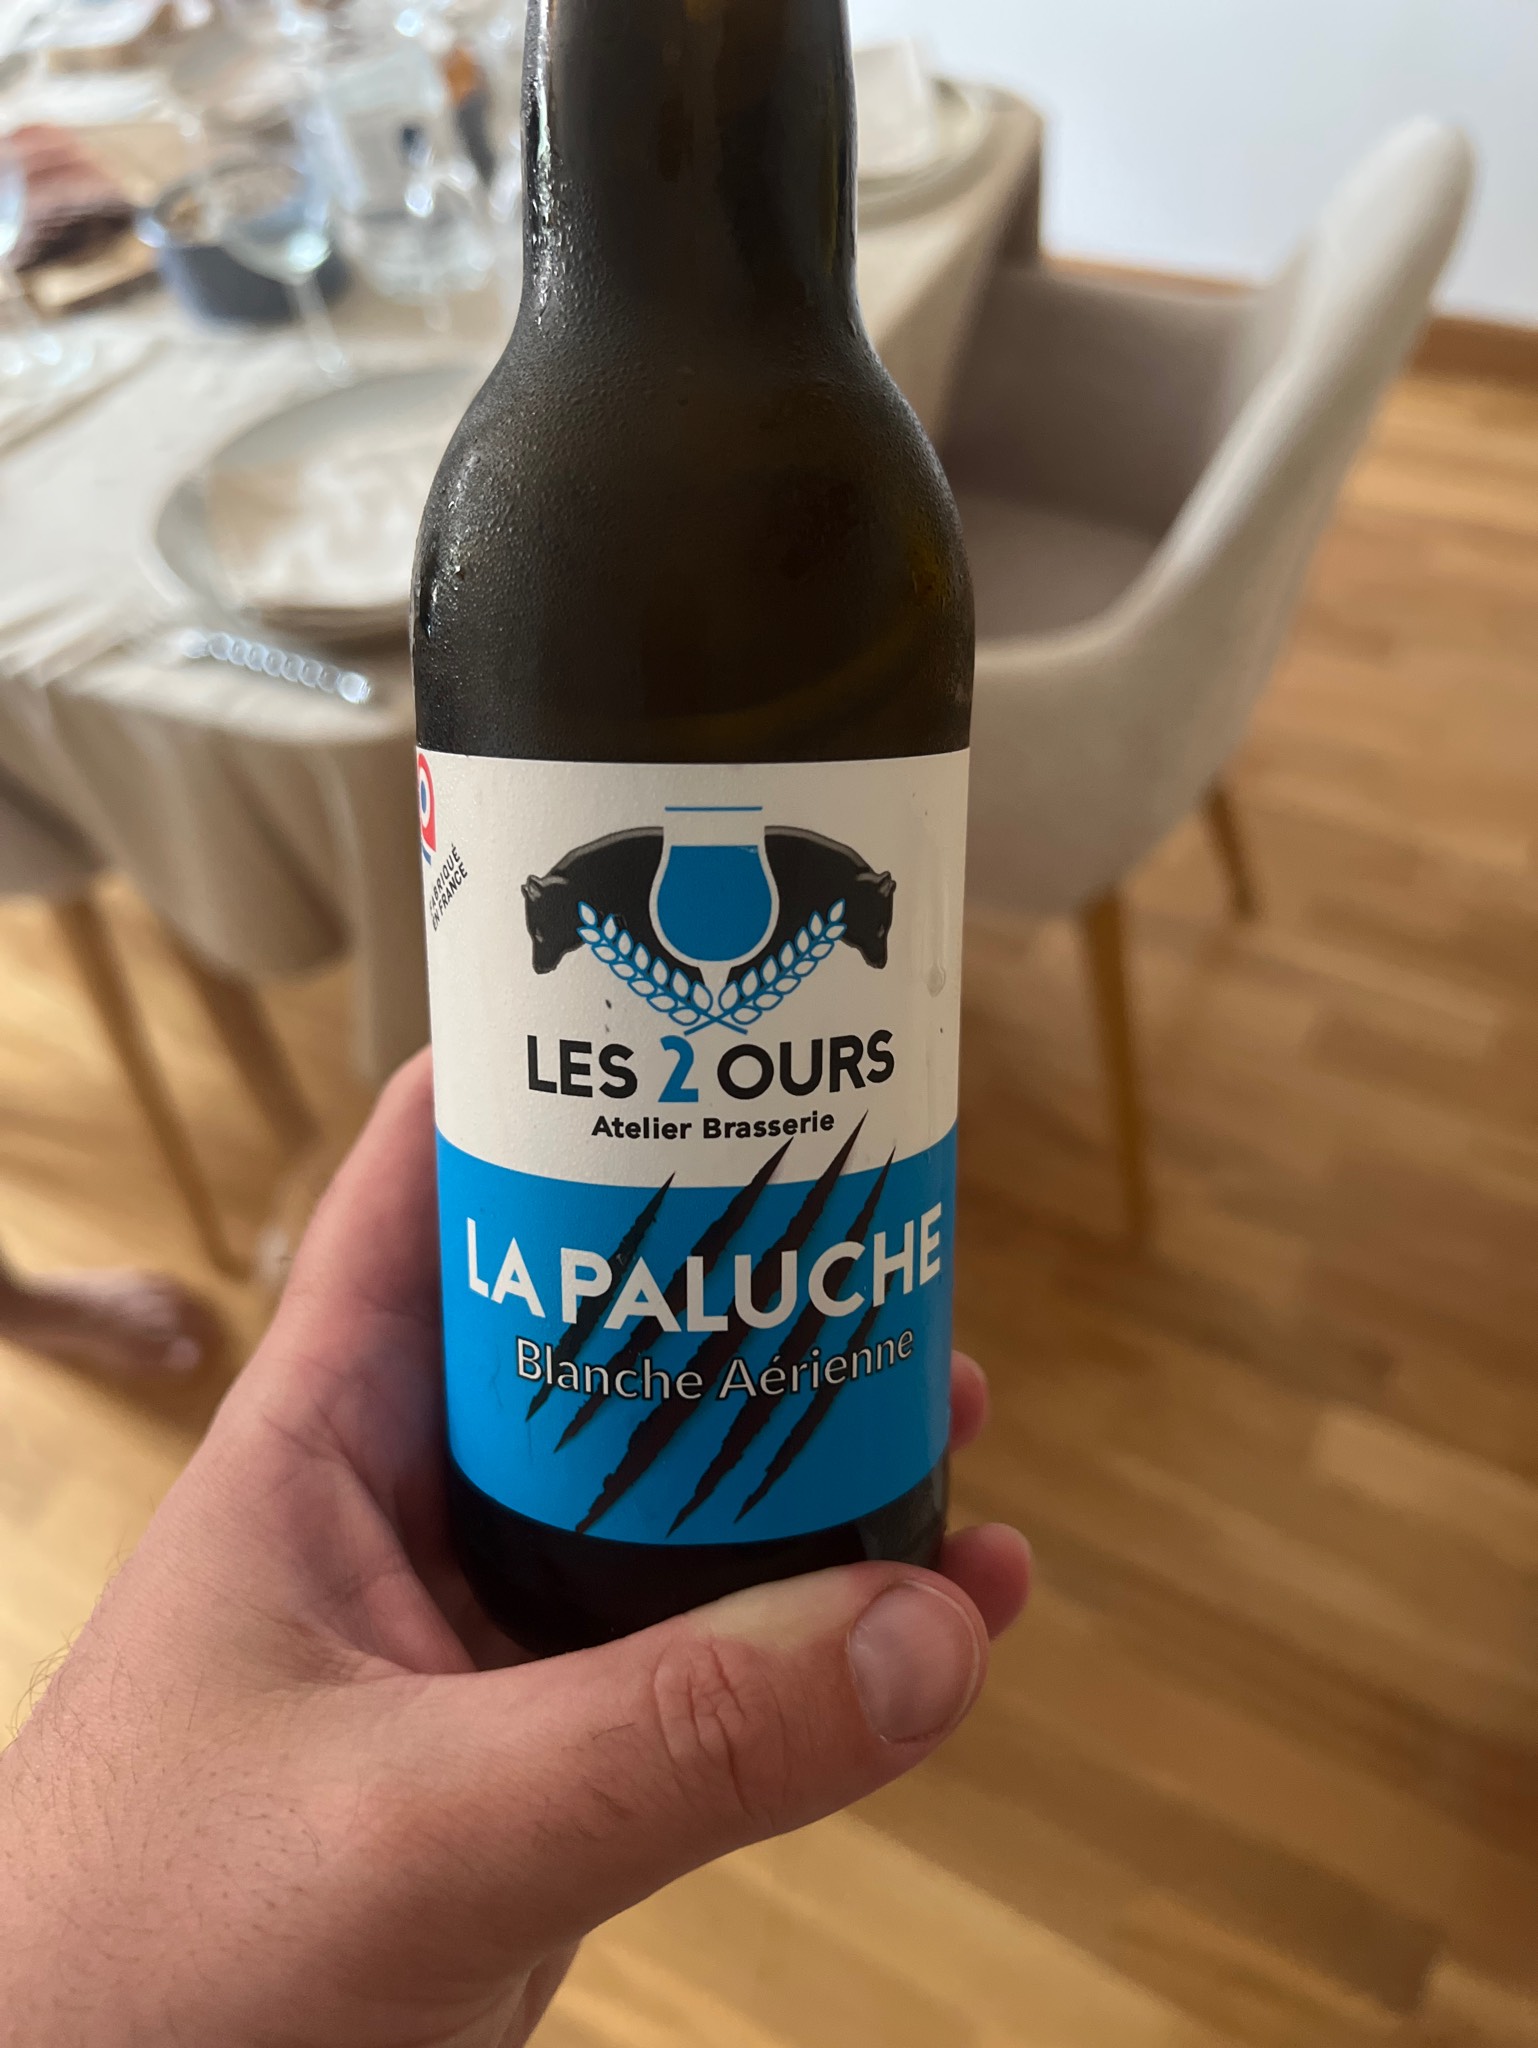 FABRIQUÉ
EN FRANCE
LES 2 OURS
Atelier Brasserie
LA PALUCHE
Blanche Aérienne